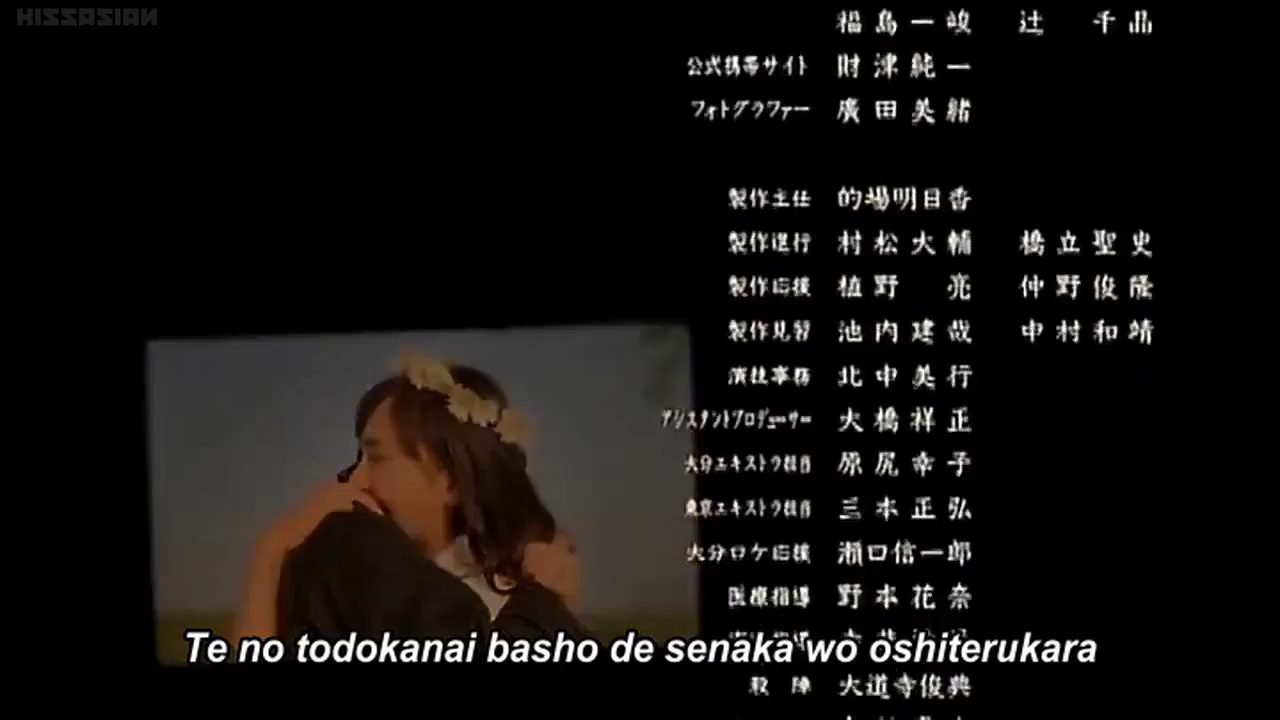 KISSASIAN
福島一峻 辻 千晶
公式携帯サイト 財津純一
フォトグラファー 廣田美緒
製作主任 的場明日香
製作進行 村松大輔 橋立聖史
製作応援 植野 亮 仲野俊隆
製作見習 池内建哉 中村和靖
演技事務 北中美行
アシスタントプロデューサー 大橋祥正
大分エキストラ担当 原尻幸子
東京エキストラ担当 三本正弘
大分ロケ応援 瀬口信一郎
医療指導 野本花奈
Te no todokanai basho de senaka wo oshiterukara
殺陣 大道寺俊典